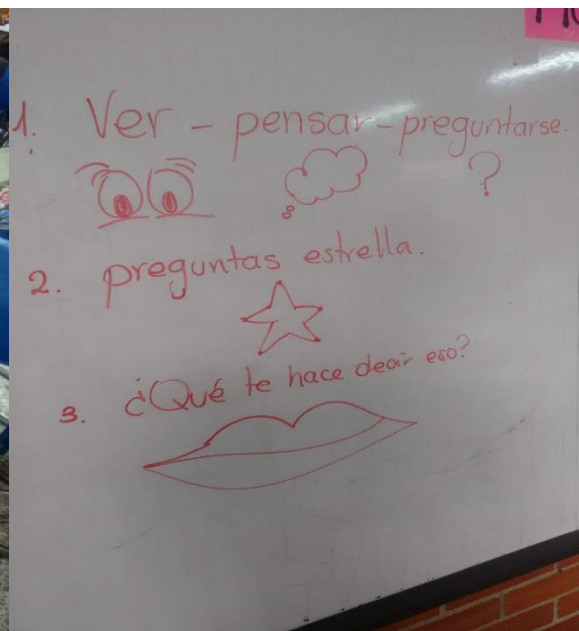 1. Ver - pensar - preguntarse.
?
2. preguntas estrella.
3. ¿Qué te hace decir eso?